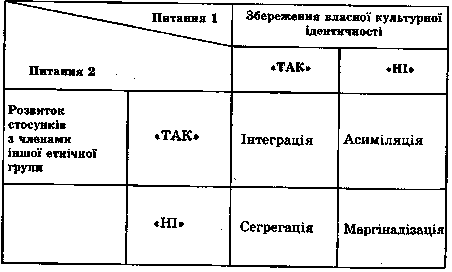 Питання 1
Збереження власної культурної
ідентичності
Питання 2
«ТАК»
«НІ»
Розвиток
стосунків
з членами
іншої етнічної
групи
«ТАК»
Інтеграція
Асиміляція
«НІ»
Сегрегація
Маргіналізація